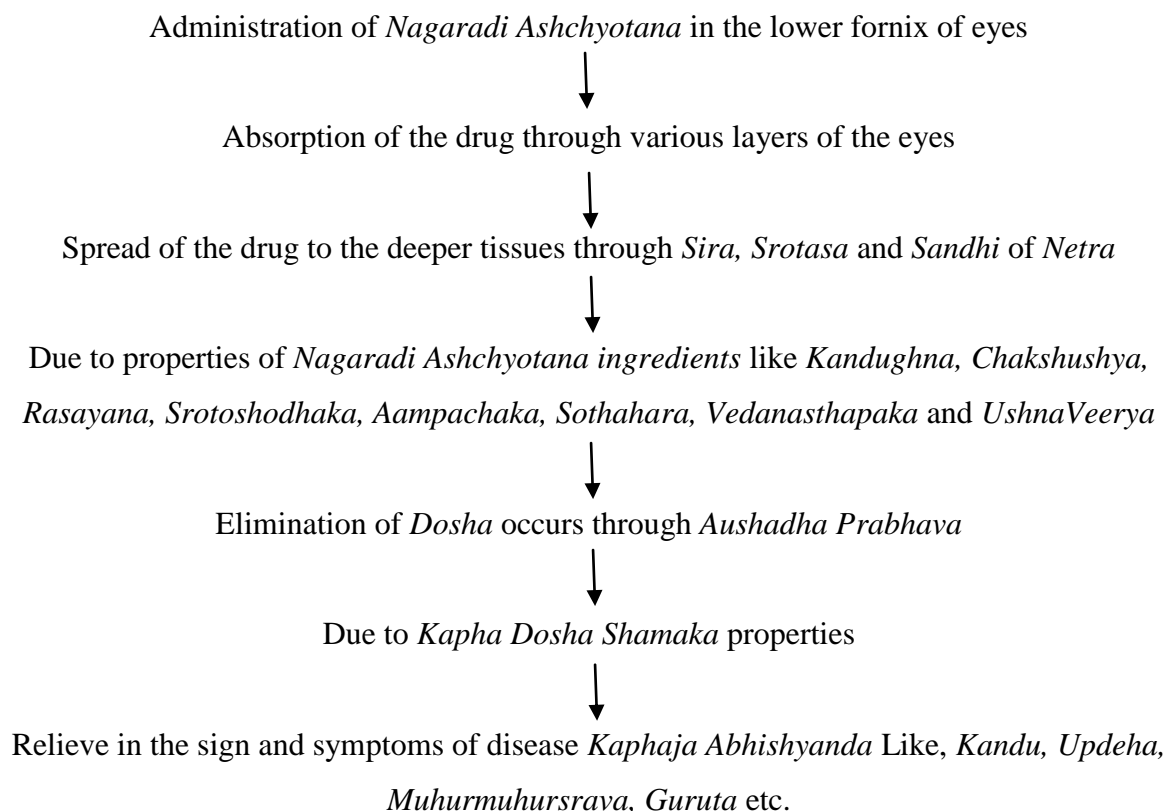 Administration of Nagaradi Ashchyotana in the lower fornix of eyes
Absorption of the drug through various layers of the eyes
Spread of the drug to the deeper tissues through Sira, Srotasa and Sandhi of Netra
Due to properties of Nagaradi Ashchyotana ingredients like Kandughna, Chakshushya,
Rasayana, Srotoshodhaka, Aampachaka, Sothahara, Vedanasthapaka and UshnaVeerya
Elimination of Dosha occurs through Aushadha Prabhava
Due to Kapha Dosha Shamaka properties
Relieve in the sign and symptoms of disease Kaphaja Abhishyanda Like, Kandu, Updeha,
Muhurmuhursrava, Guruta etc.